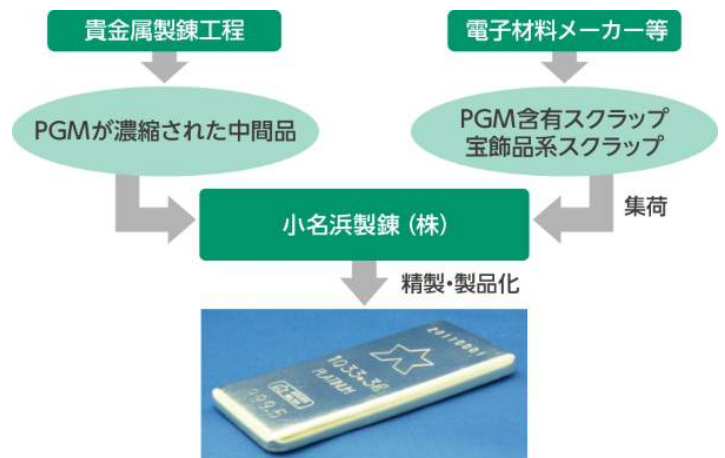 貴金属製錬工程
電子材料メーカー等
PGMが濃縮された中間品
PGM含有スクラップ
宝飾品系スクラップ
小名浜製錬（株）
集荷
精製・製品化
20110001
1033.3g
PLATINUM
999.5